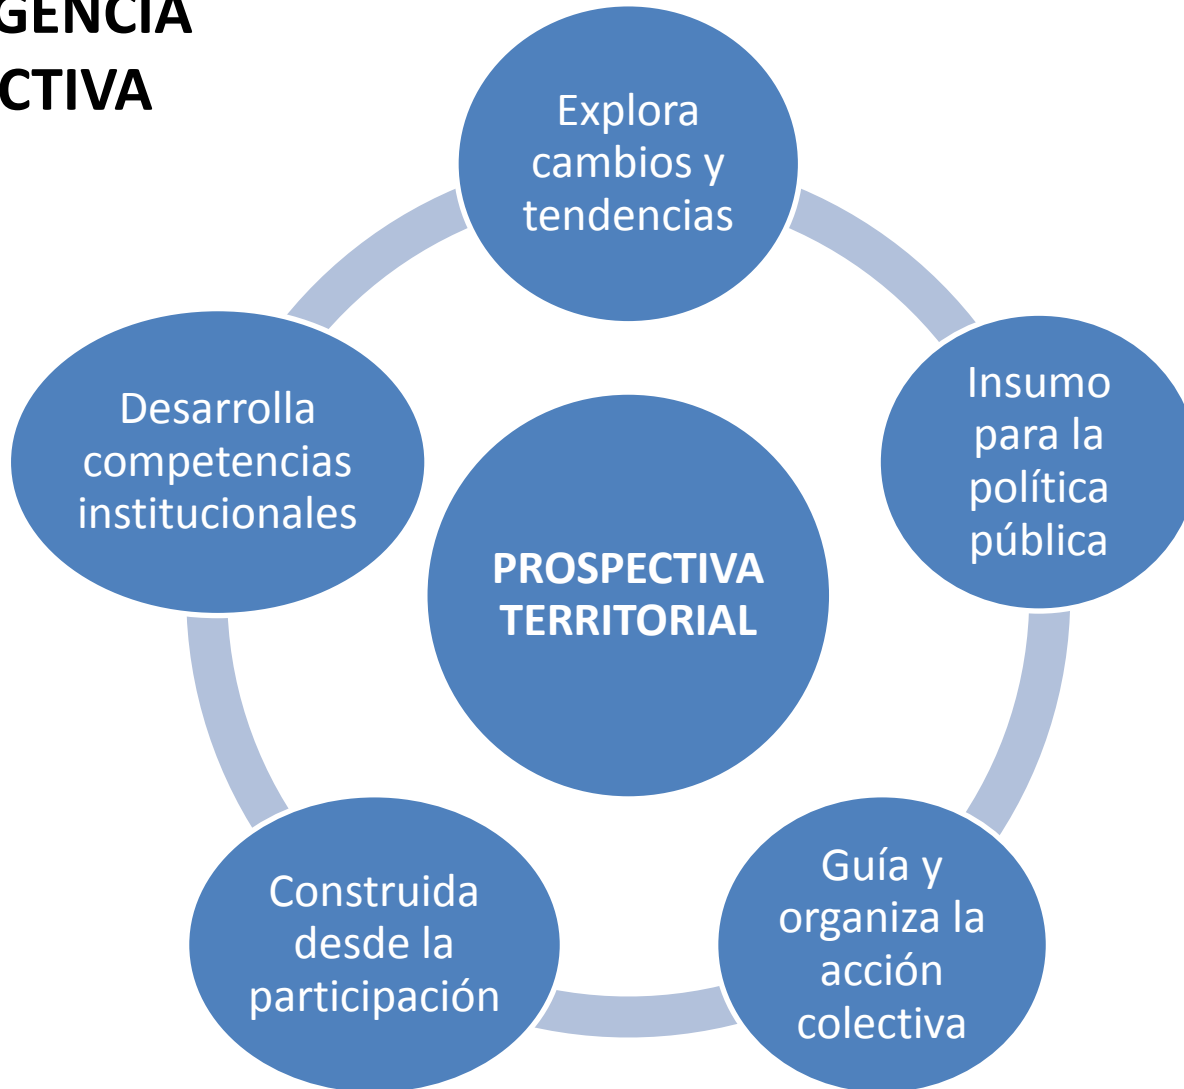 GENCIA
CTIVA
Explora
cambios y
tendencias
Insumo
para la
política
pública
Guía y
organiza la
acción
colectiva
Construida
desde la
participación
Desarrolla
competencias
institucionales
PROSPECTIVA
TERRITORIAL